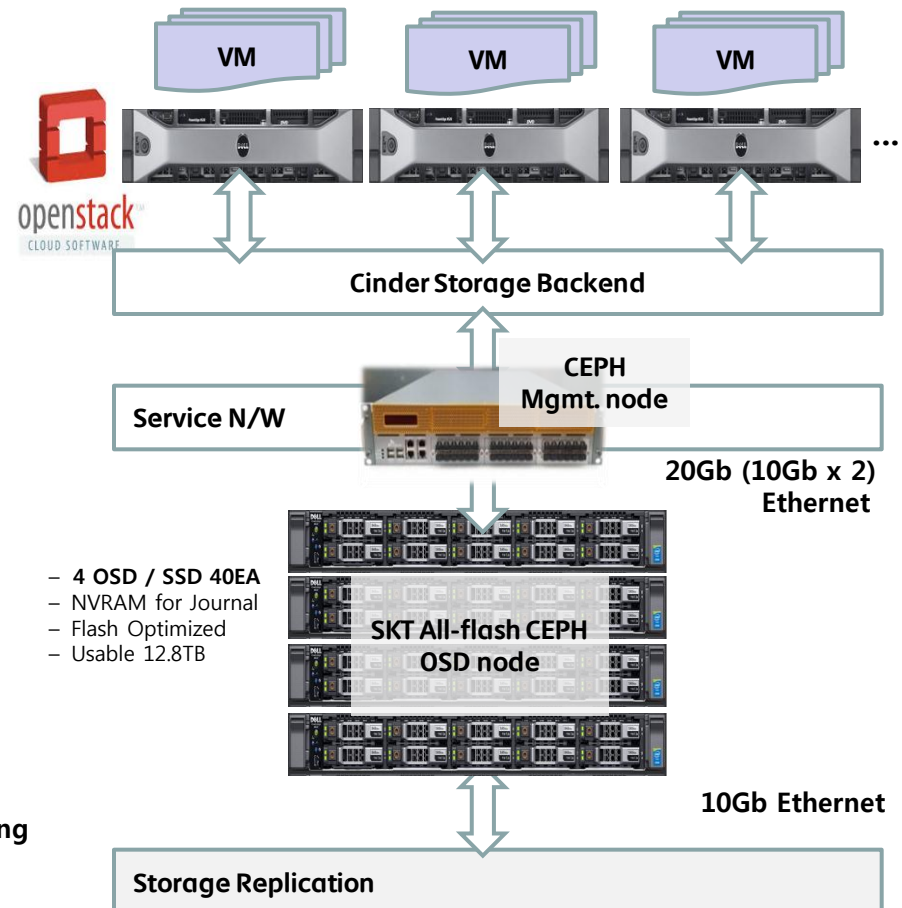 VM
VM
VM
...
openstack
CLOUD SOFTWARE
Cinder Storage Backend
CEPH
Mgmt. node
Service N/W
20Gb (10Gb x 2)
Ethernet
– 4 OSD / SSD 40EA
– NVRAM for Journal
– Flash Optimized
– Usable 12.8TB
SKT All-flash CEPH
OSD node
10Gb Ethernet
ng
Storage Replication